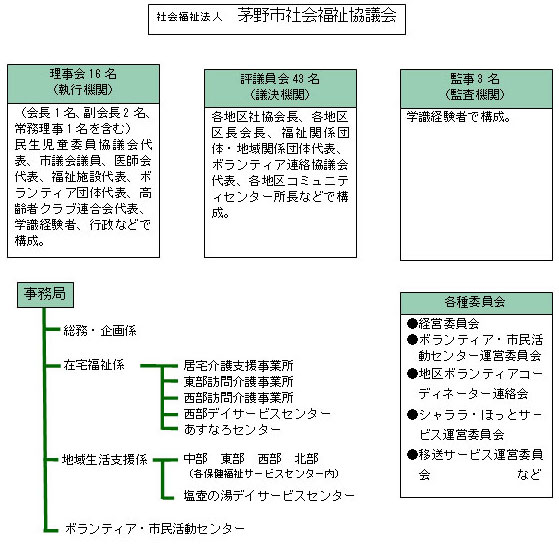 社会福祉法人　茅野市社会福祉協議会
理事会16名
（執行機関）
（会長1名、副会長2名、
常務理事1名を含む）
民生児童委員協議会代
表、市議会議員、医師会
代表、福祉施設代表、ボ
ランティア団体代表、高
齢者クラブ連合会代表、
学識経験者、行政などで
構成。
評議員会43名
（議決機関）
各地区社協会長、各地区
区長会長、福祉関係団
体・地域関係団体代表、
ボランティア連絡協議会
代表、各地区コミュニテ
ィセンター所長などで構
成。
監事3名
（監査機関）
学識経験者で構成。
事務局
総務・企画係
在宅福祉係
居宅介護支援事業所
東部訪問介護事業所
西部訪問介護事業所
西部デイサービスセンター
あすなろセンター
地域生活支援係
中部　東部　西部　北部
（各保健福祉サービスセンター内）
塩壷の湯デイサービスセンター
ボランティア・市民活動センター
各種委員会
●経営委員会
●ボランティア・市民活
動センター運営委員会
●地区ボランティアコー
ディネーター連絡会
●シャララ・ほっとサー
ビス運営委員会
●移送サービス運営委員
会　　　　　　など